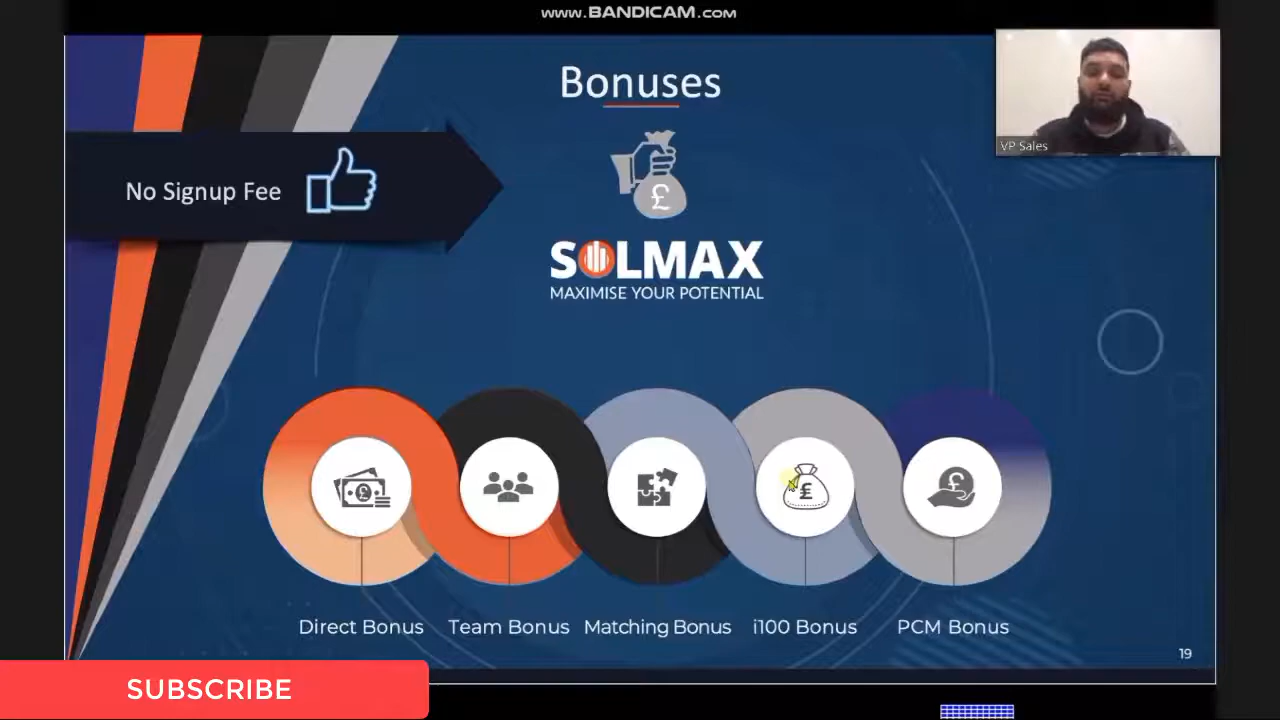 www.BANDICAM.com
Bonuses
VP Sales
No Signup Fee
£
SOLMAX
MAXIMISE YOUR POTENTIAL
£
£
£
Direct Bonus
Team Bonus
Matching Bonus
i100 Bonus
PCM Bonus
19
SUBSCRIBE